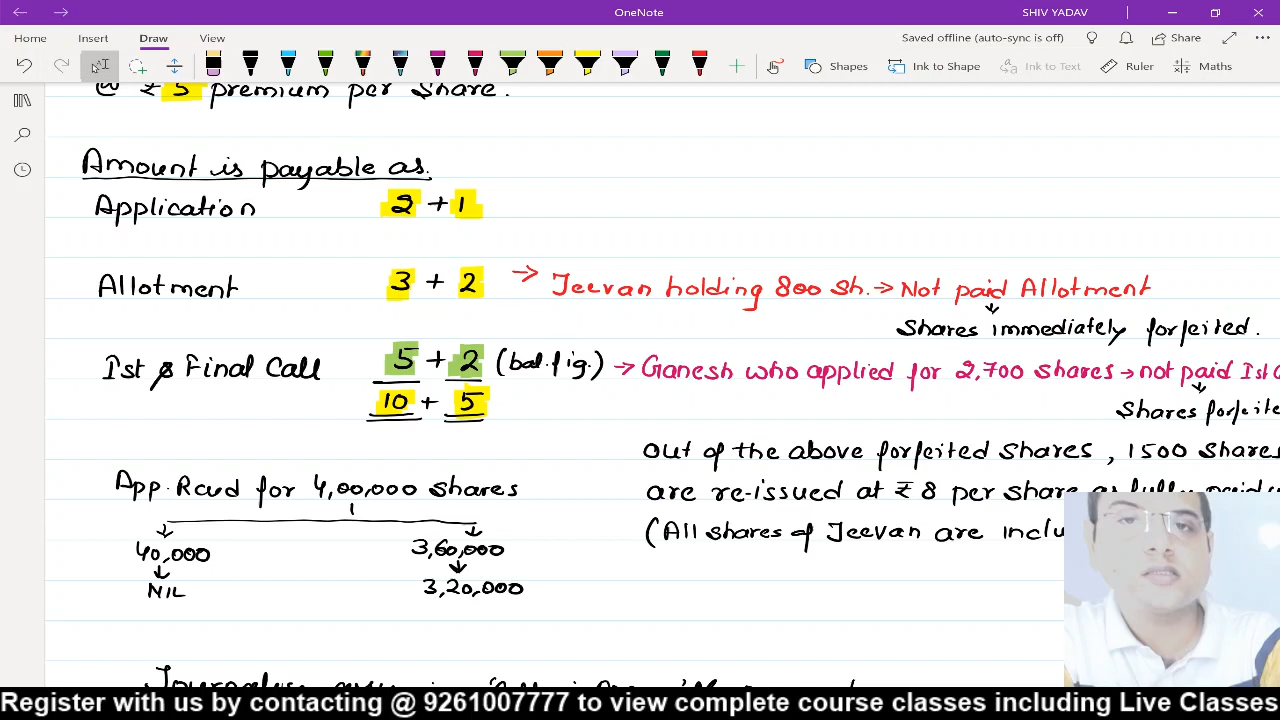 OneNote
SHIV YADAV
Home Insert Draw View
Saved offline (auto-sync is off)
Share
Shapes
Ink to Shape
Ink to Text
Ruler
Maths
@ ₹ 5 premium per share.
Amount is payable as.
Application 2 + 1
Allotment 3 + 2 → Jeevan holding 800 Sh. → Not paid Allotment
Shares immediately forfeited.
Ist & Final Call 5 + 2 (bal. fig.) → Ganesh who applied for 2,700 shares → not paid Ist
10 + 5
Shares forfeite
Out of the above forfeited shares, 1500 shares
App. Rcvd for 4,00,000 shares
are re-issued at ₹ 8 per share as fully paid
(All shares of Jeevan are inclu
40,000 3,60,000
NIL 3,20,000
Register with us by contacting @ 9261007777 to view complete course classes including Live Classes